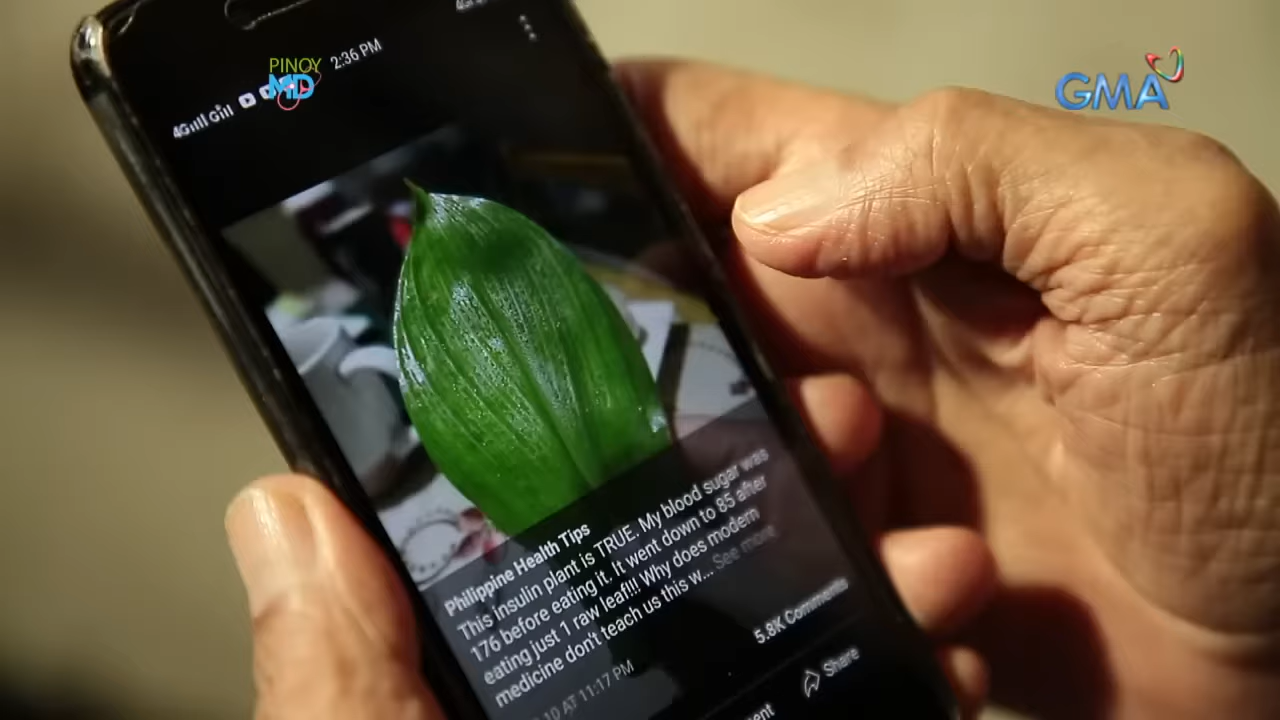 PINOY
MD
GMA
2:36 PM
4G
Philippine Health Tips
This insulin plant is TRUE. My blood sugar was
176 before eating it. It went down to 85 after
eating just 1 raw leaf!!! Why does modern
medicine don't teach us this w... See more
10 AT 11:17 PM
5.8K Comments
Share